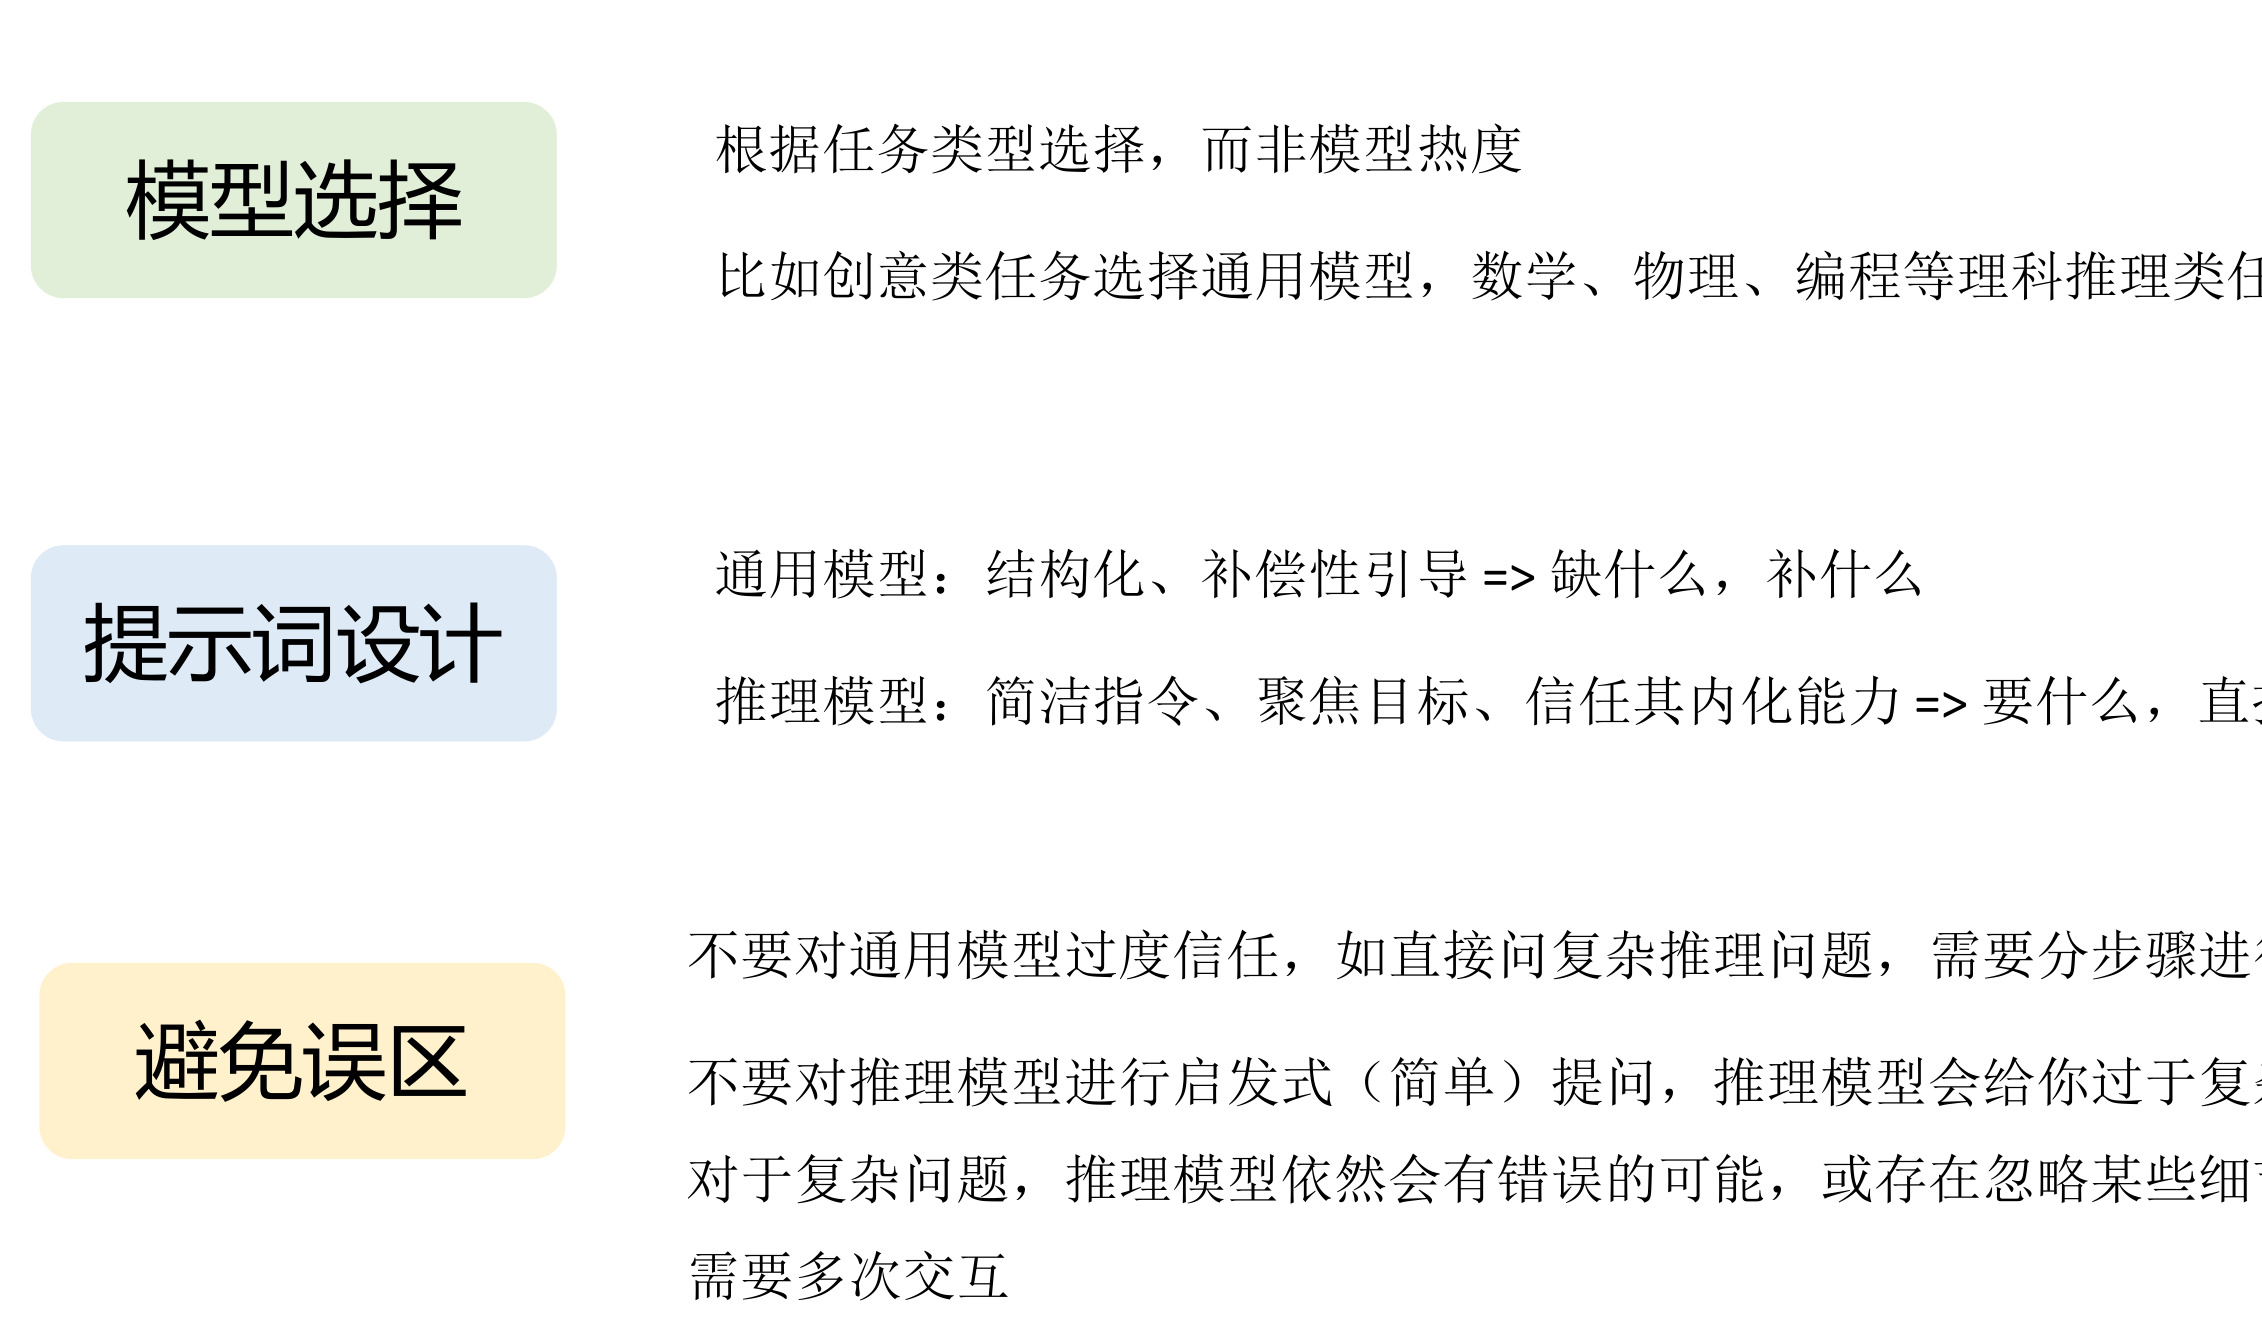 模型选择
根据任务类型选择，而非模型热度
比如创意类任务选择通用模型，数学、物理、编程等理科推理类任
提示词设计
通用模型：结构化、补偿性引导 => 缺什么，补什么
推理模型：简洁指令、聚焦目标、信任其内化能力 => 要什么，直
避免误区
不要对通用模型过度信任，如直接问复杂推理问题，需要分步骤进
不要对推理模型进行启发式（简单）提问，推理模型会给你过于复
对于复杂问题，推理模型依然会有错误的可能，或存在忽略某些细
需要多次交互